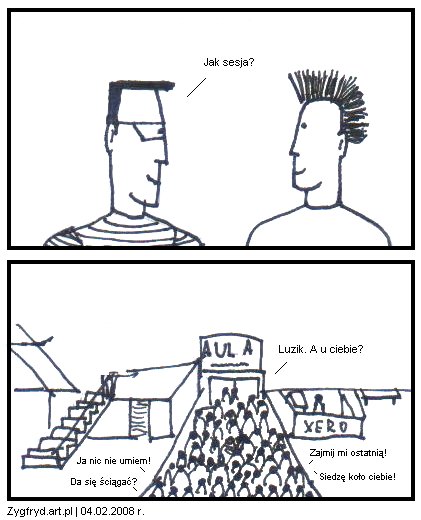 Jak sesja?
AULA
Luzik. A u ciebie?
XERO
Ja nic nie umiem!
Zajmij mi ostatnią!
Da się ściągać?
Siedzę koło ciebie!
Zygfryd.art.pl | 04.02.2008 r.